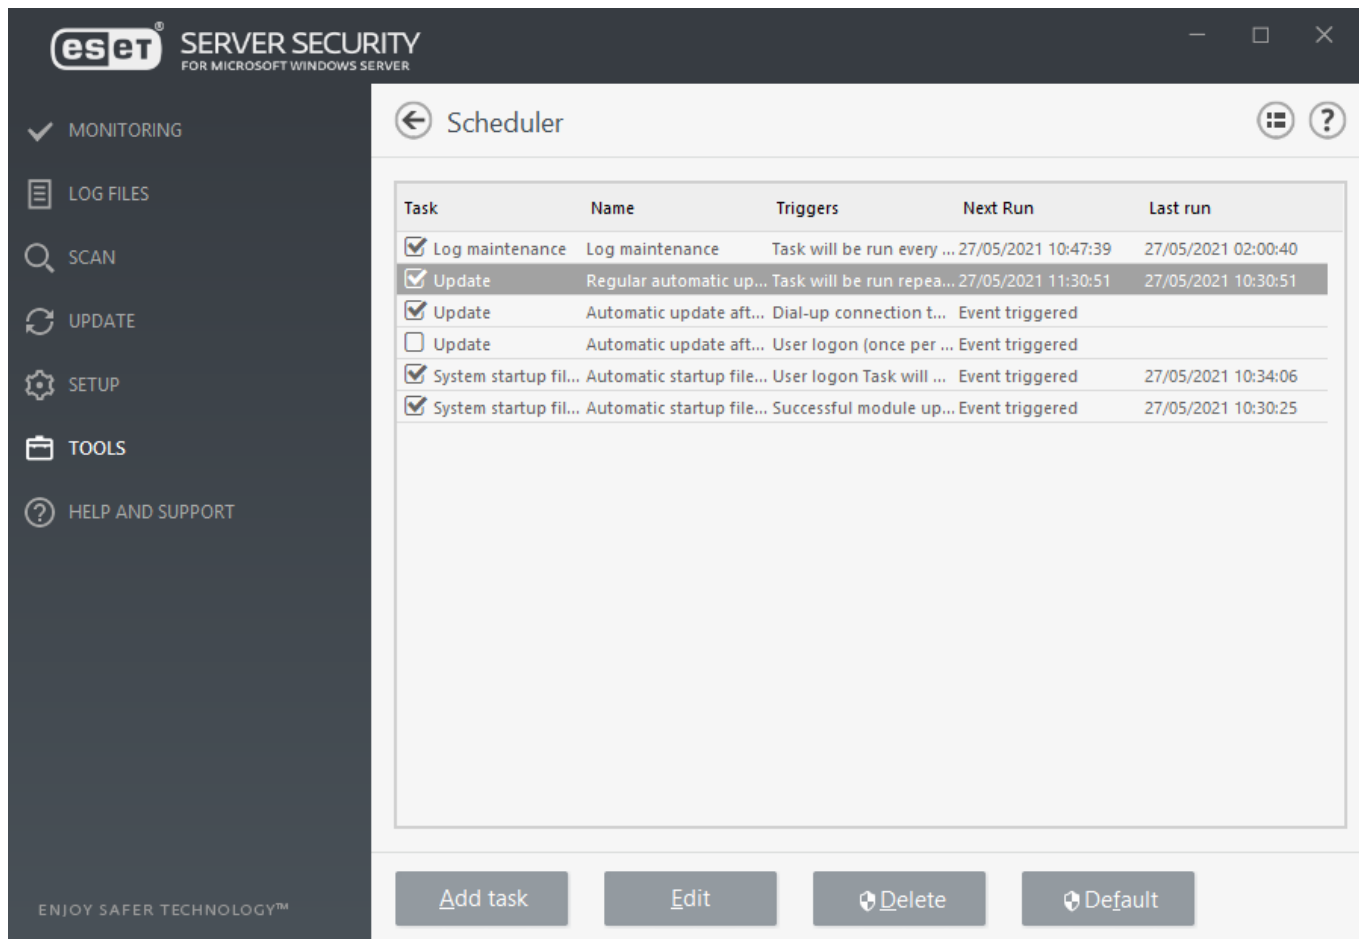 eset® SERVER SECURITY
FOR MICROSOFT WINDOWS SERVER
MONITORING
LOG FILES
SCAN
UPDATE
SETUP
TOOLS
HELP AND SUPPORT
ENJOY SAFER TECHNOLOGY™
Scheduler
?
Task Name Triggers Next Run Last run
Log maintenance Log maintenance Task will be run every ... 27/05/2021 10:47:39 27/05/2021 02:00:40
Update Regular automatic up... Task will be run repea... 27/05/2021 11:30:51 27/05/2021 10:30:51
Update Automatic update aft... Dial-up connection t... Event triggered
Update Automatic update aft... User logon (once per ... Event triggered
System startup fil... Automatic startup file... User logon Task will ... Event triggered 27/05/2021 10:34:06
System startup fil... Automatic startup file... Successful module up... Event triggered 27/05/2021 10:30:25
Add task Edit Delete Default